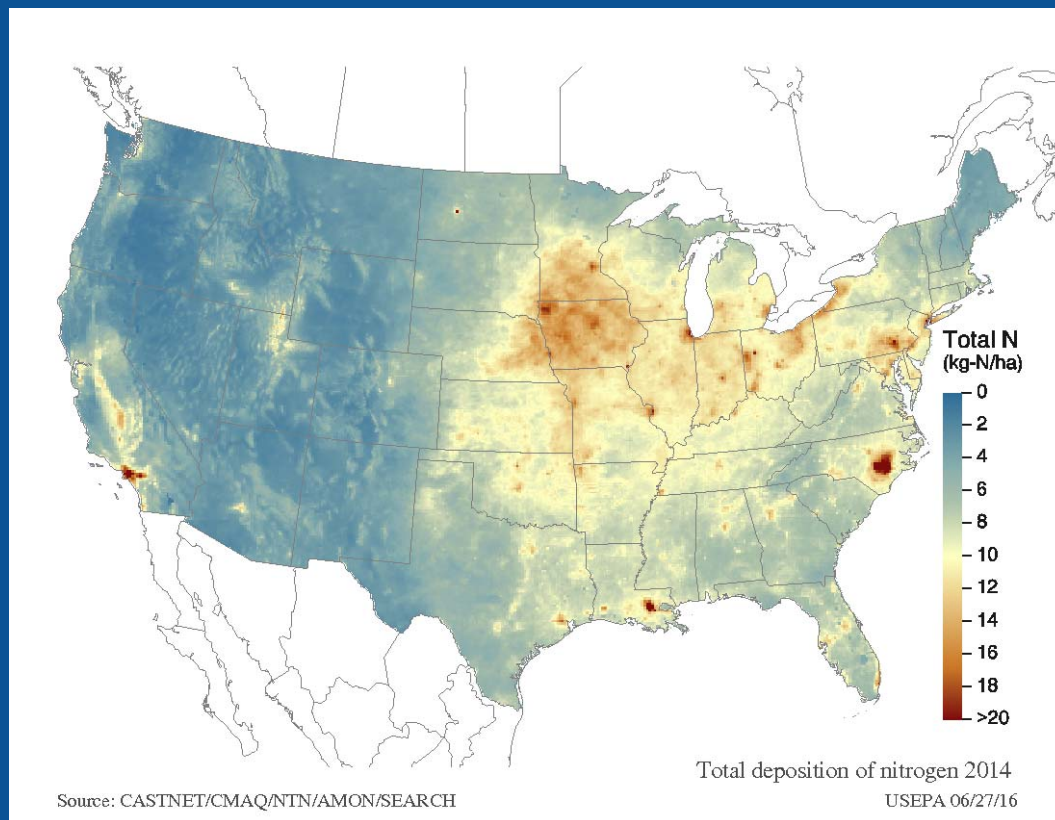 Total N
(kg-N/ha)
0
2
4
6
8
10
12
14
16
18
>20
Total deposition of nitrogen 2014
Source: CASTNET/CMAQ/NTN/AMON/SEARCH
USEPA 06/27/16